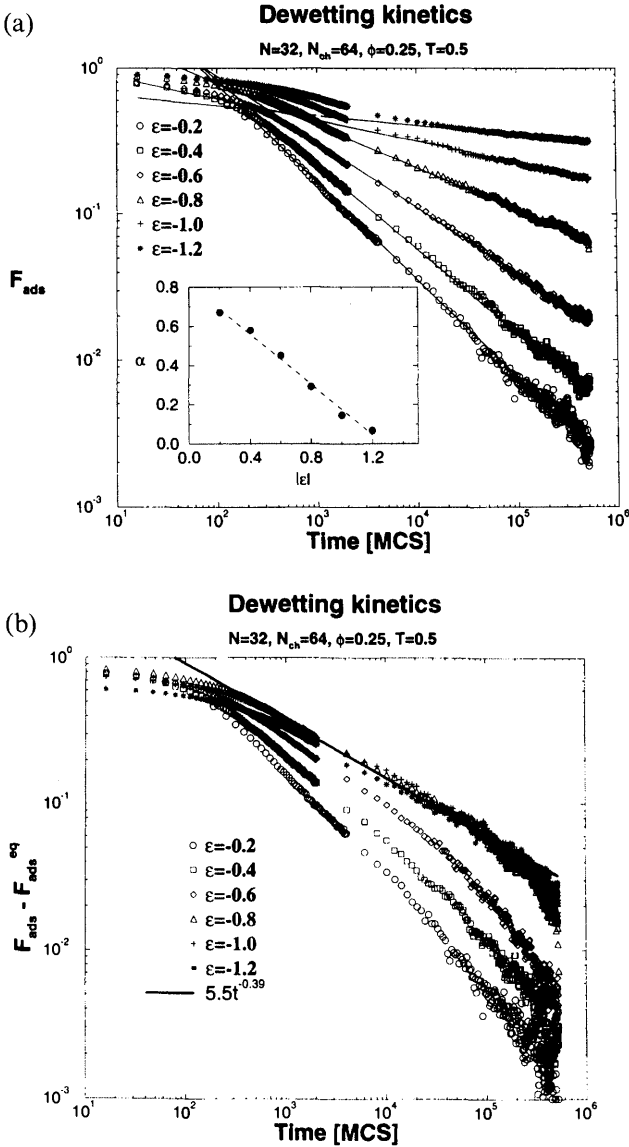 (a)
Dewetting kinetics
N=32, N_ch=64, ϕ=0.25, T=0.5
10^0
10^-1
10^-2
10^-3
F_ads
ε=-0.2
ε=-0.4
ε=-0.6
ε=-0.8
ε=-1.0
ε=-1.2
0.8
0.6
0.4
0.2
0.0
α
0.0 0.4 0.8 1.2
|ε|
10^1 10^2 10^3 10^4 10^5 10^6
Time [MCS]
(b)
Dewetting kinetics
N=32, N_ch=64, ϕ=0.25, T=0.5
10^0
10^-1
10^-2
10^-3
F_ads - F_ads^eq
ε=-0.2
ε=-0.4
ε=-0.6
ε=-0.8
ε=-1.0
ε=-1.2
5.5t^-0.39
10^1 10^2 10^3 10^4 10^5 10^6
Time [MCS]